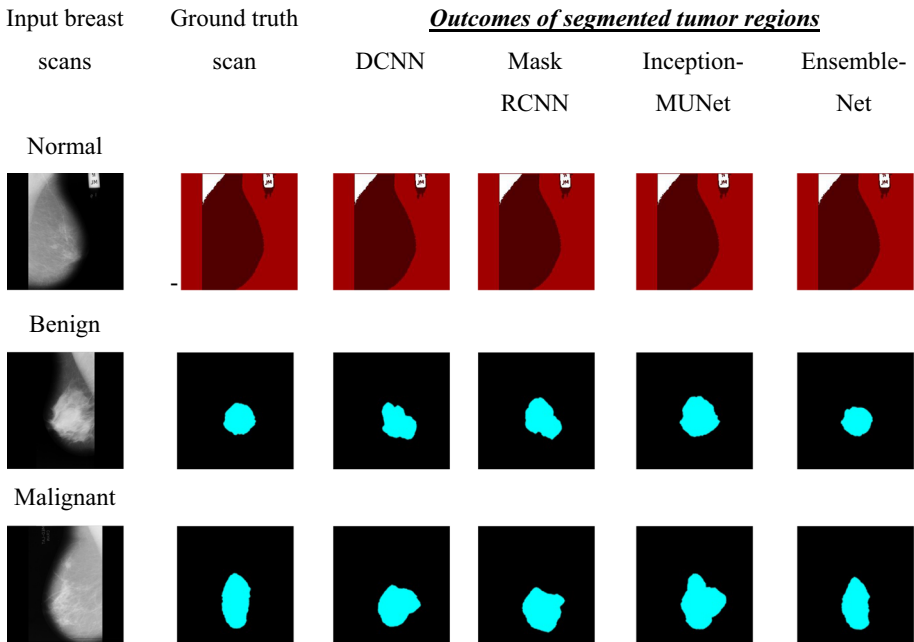 Input breast scans
Ground truth scan
Outcomes of segmented tumor regions
DCNN
Mask RCNN
Inception-MUNet
Ensemble-Net
Normal
-
Benign
Malignant